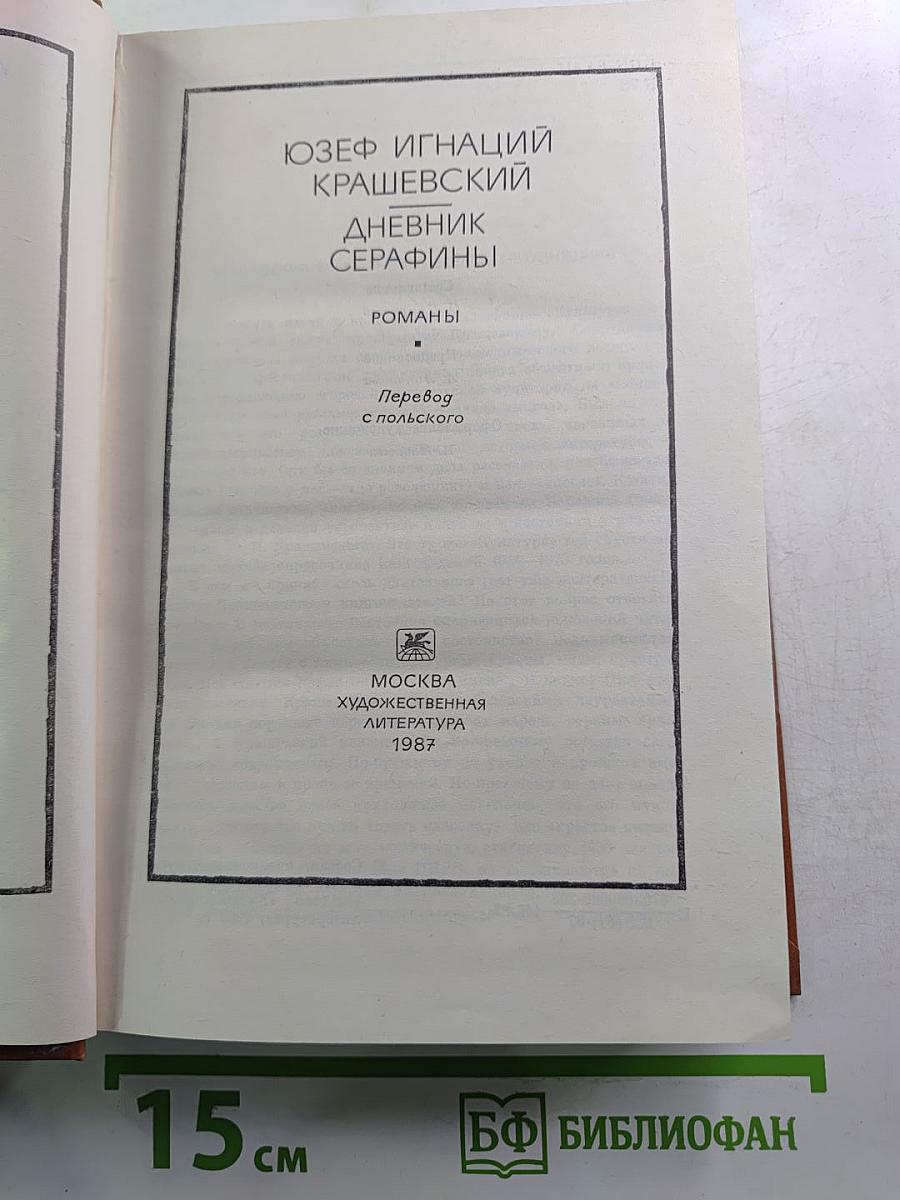 ЮЗЕФ ИГНАЦИЙ
КРАШЕВСКИЙ
ДНЕВНИК
СЕРАФИНЫ
РОМАНЫ
Перевод
с польского
МОСКВА
ХУДОЖЕСТВЕННАЯ
ЛИТЕРАТУРА
1987
15 см
БФ БИБЛИОФАН